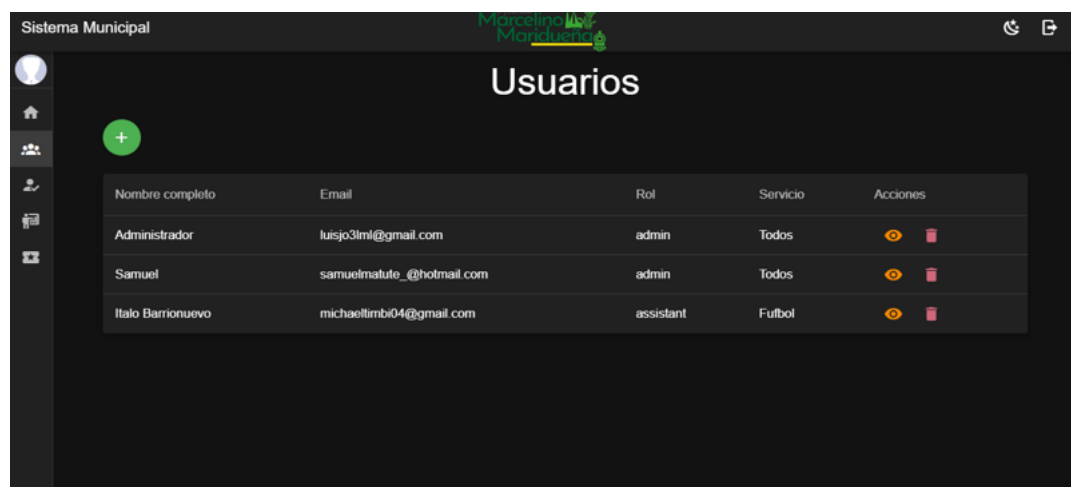 Sistema Municipal
Marcelino
Maridueña
Usuarios
+
Nombre completo Email Rol Servicio Acciones
Administrador luisjo3lml@gmail.com admin Todos
Samuel samuelmatute_@hotmail.com admin Todos
Italo Barrionuevo michaeltimbi04@gmail.com assistant Futbol